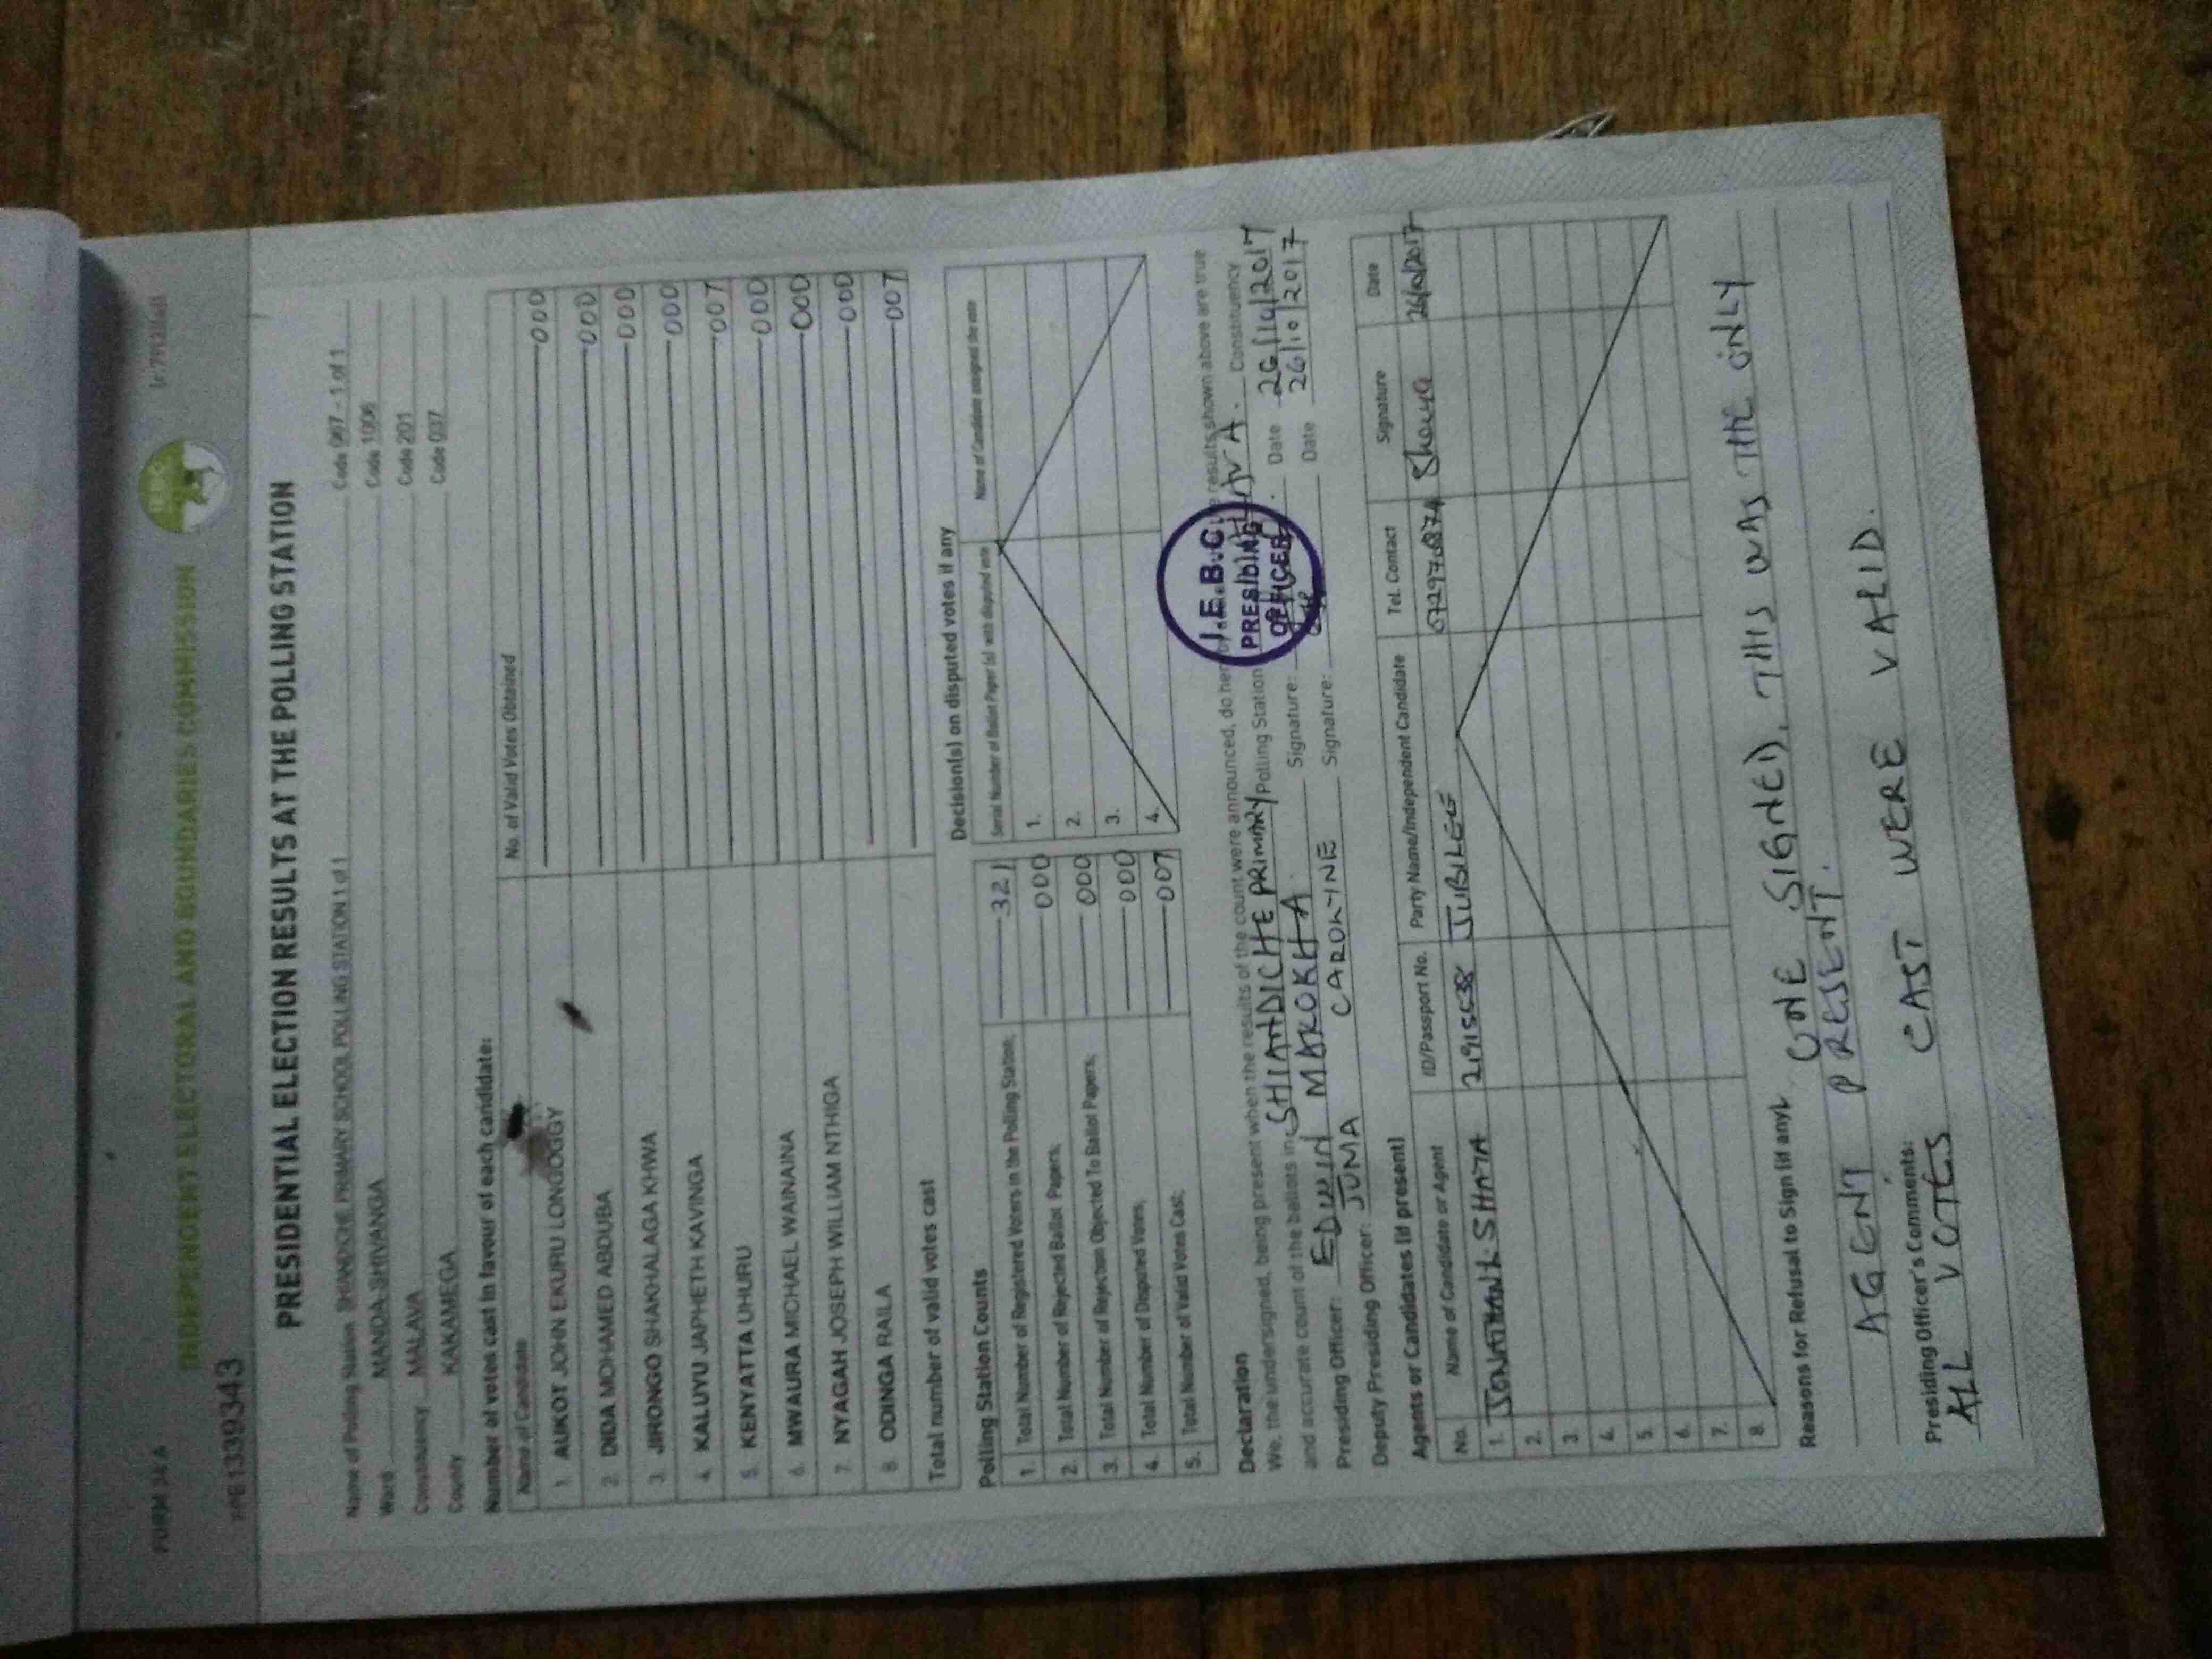 FORM 34 A
INDEPENDENT ELECTORAL AND BOUNDARIES COMMISSION
IEBC
PRESIDENTIAL ELECTION RESULTS AT THE POLLING STATION
Name of Polling Station SHIANDICHE PRIMARY SCHOOL POLLING STATION 1 of 1 Code 067 - 1 of 1
Ward MANDA-SHIVANGA Code 1006
Constituency MALAVA Code 201
County KAKAMEGA Code 037
Number of votes cast in favour of each candidate:
Name of Candidate No. of Valid Votes Obtained
1. AUKOT JOHN EKURU LONGOGGY 000
2. DIDA MOHAMED ABDUBA 000
3. JIRONGO SHAKHALAGA KHWA 000
4. KALUYU JAPHETH KAVINGA 000
5. KENYATTA UHURU 007
6. MWAURA MICHAEL WAINAINA 000
7. NYAGAH JOSEPH WILLIAM NTHIGA 000
8. ODINGA RAILA 000
Total number of valid votes cast 007
Polling Station Counts
1. Total Number of Registered Voters in the Polling Station; 321
2. Total Number of Rejected Ballot Papers; 000
3. Total Number of Rejection Objected To Ballot Papers; 000
4. Total Number of Disputed Votes; 000
5. Total Number of Valid Votes Cast; 007
Decision(s) on disputed votes if any
Serial Number of Ballot Paper (s) with disputed vote Name of Candidate assigned the vote
1.
2.
3.
4.
Declaration
We, the undersigned, being present when the results of the count were announced, do hereby results shown above are true
and accurate count of the ballots in SHIANDICHE PRIMARY Polling Station Constituency
I.E.B.C.
PRESIDING
OFFICER
Presiding Officer: EDWIN MAKOKHA Signature: Date 26/10/2017
Deputy Presiding Officer: JUMA CAROLYINE Signature: Date 26/10/2017
Agents or Candidates (if present)
No. Name of Candidate or Agent ID/Passport No. Party Name/Independent Candidate Tel. Contact Signature Date
1. JONATHAN K. SHATA JUBILEE 26/10/2017
2.
3
4.
5.
6.
7.
8.
Reasons for Refusal to Sign (if any). ONE SIGNED, THIS WAS THE ONLY
AGENT PRESENT.
Presiding Officer's Comments:
ALL VOTES CAST WERE VALID.